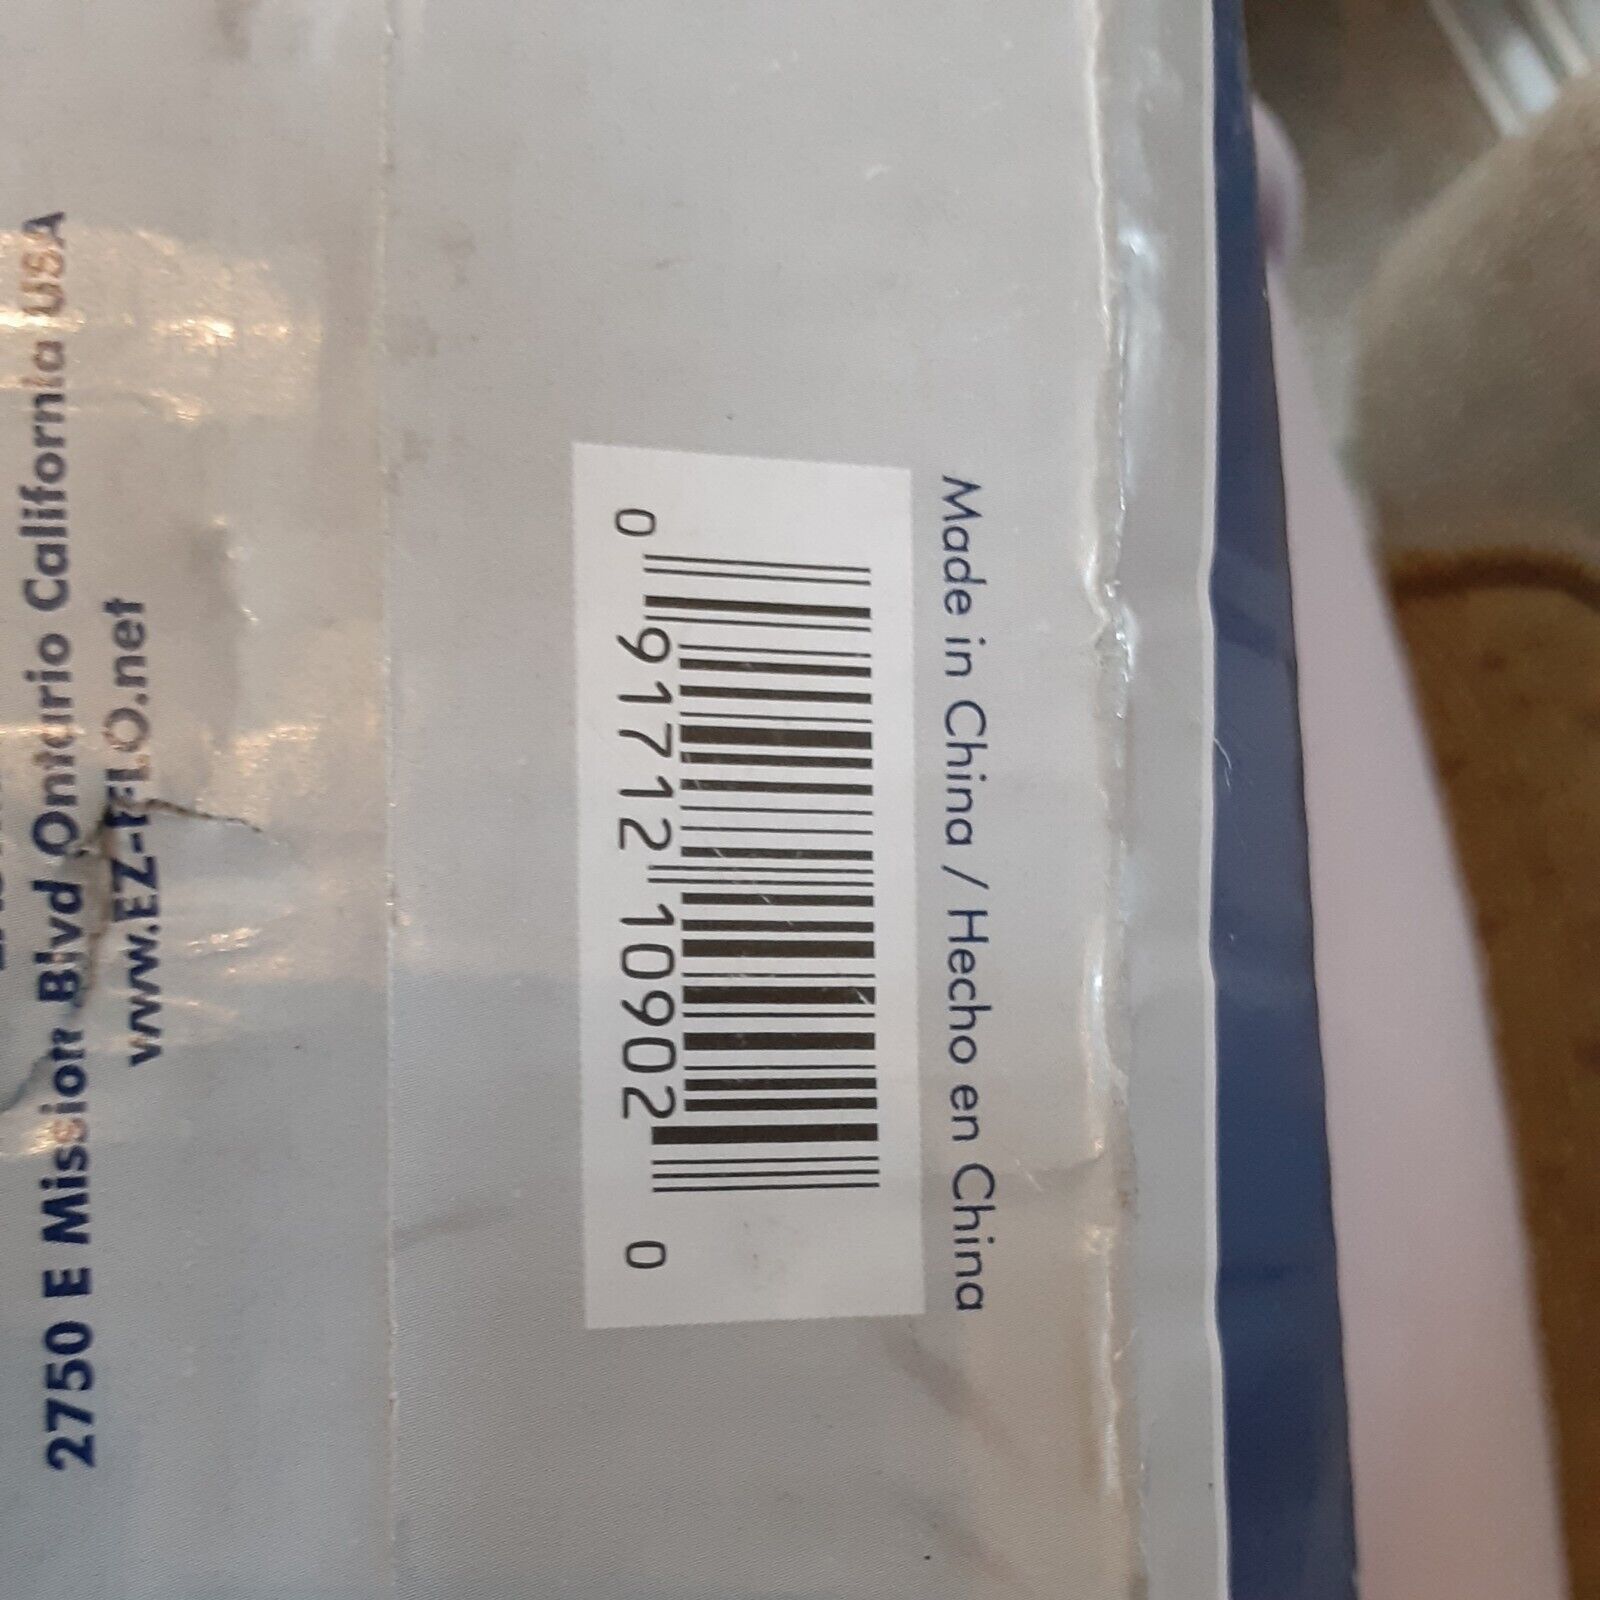 Made in China / Hecho en China
0 91712 10902 0
2750 E Mission Blvd Ontario California USA
www.EZ-FLO.net